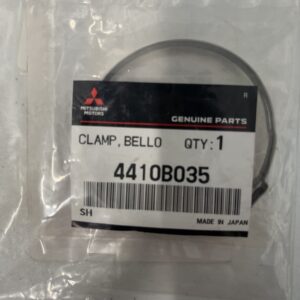 R
MITSUBISHI
MOTORS
GENUINE PARTS
CLAMP,BELLO QTY:1
4410B035
SH
MADE IN JAPAN